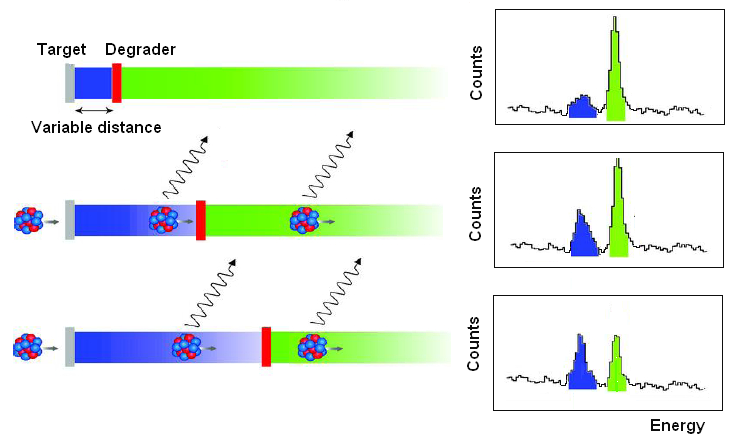 Target Degrader
Variable distance
Counts
Counts
Counts
Energy